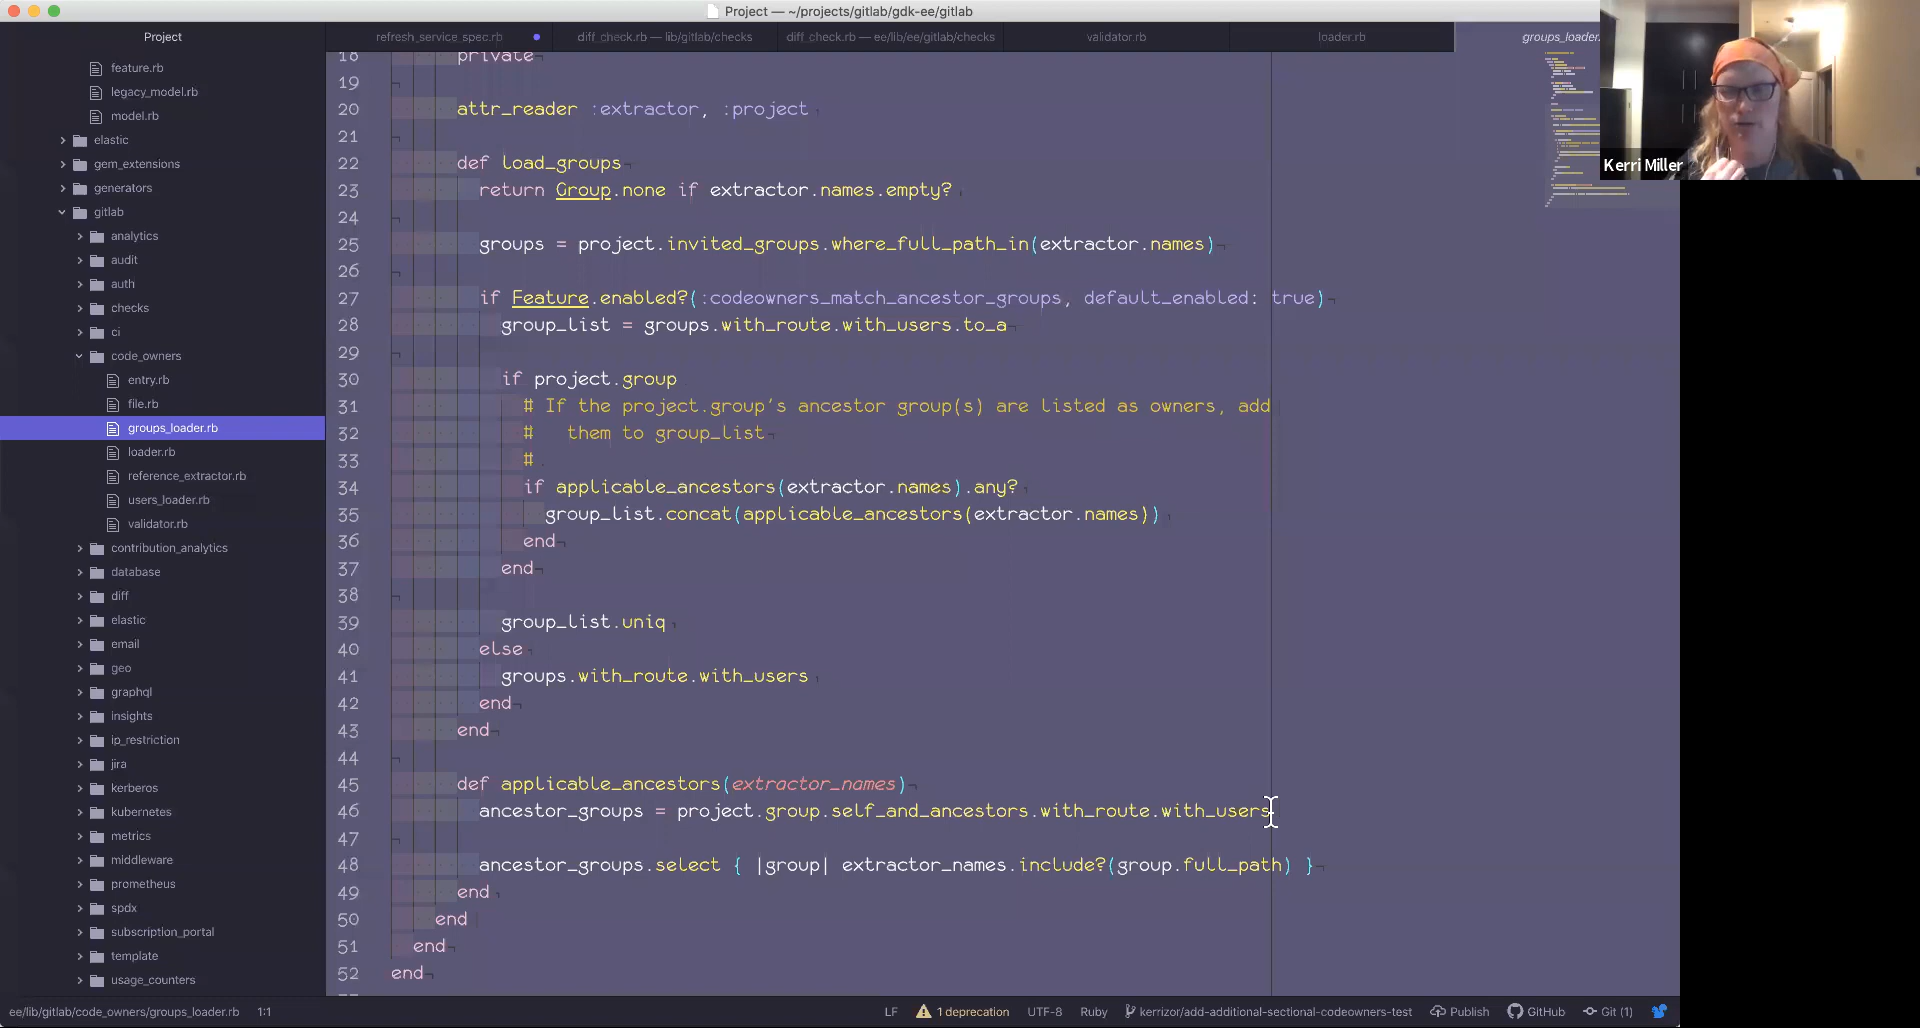 Project — ~/projects/gitlab/gdk-ee/gitlab
Project
refresh_service_spec.rb
diff_check.rb — lib/gitlab/checks
diff_check.rb — ee/lib/ee/gitlab/checks
validator.rb
loader.rb
groups_loader.
feature.rb
legacy_model.rb
model.rb
elastic
gem_extensions
generators
gitlab
analytics
audit
auth
checks
ci
code_owners
entry.rb
file.rb
groups_loader.rb
loader.rb
reference_extractor.rb
users_loader.rb
validator.rb
contribution_analytics
database
diff
elastic
email
geo
graphql
insights
ip_restriction
jira
kerberos
kubernetes
metrics
middleware
prometheus
spdx
subscription_portal
template
usage_counters
18 private
19
20 attr_reader :extractor, :project
21
22 def load_groups
23 return Group.none if extractor.names.empty?
24
25 groups = project.invited_groups.where_full_path_in(extractor.names)
26
27 if Feature.enabled?(:codeowners_match_ancestor_groups, default_enabled: true)
28 group_list = groups.with_route.with_users.to_a
29
30 if project.group
31 # If the project.group's ancestor group(s) are listed as owners, add
32 # them to group_list
33 #
34 if applicable_ancestors(extractor.names).any?
35 group_list.concat(applicable_ancestors(extractor.names))
36 end
37 end
38
39 group_list.uniq
40 else
41 groups.with_route.with_users
42 end
43 end
44
45 def applicable_ancestors(extractor_names)
46 ancestor_groups = project.group.self_and_ancestors.with_route.with_users
47
48 ancestor_groups.select { |group| extractor_names.include?(group.full_path) }
49 end
50 end
51 end
52 end
Kerri Miller
ee/lib/gitlab/code_owners/groups_loader.rb 1:1
LF 1 deprecation UTF-8 Ruby kerrizor/add-additional-sectional-codeowners-test Publish GitHub Git (1)